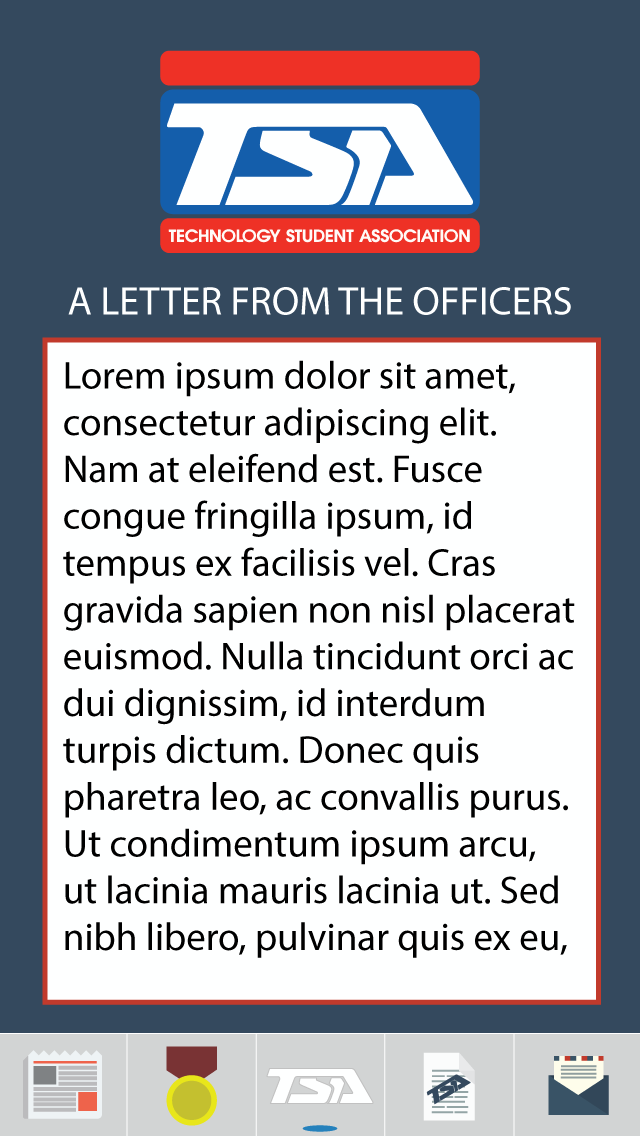 TSA
TECHNOLOGY STUDENT ASSOCIATION
A LETTER FROM THE OFFICERS
Lorem ipsum dolor sit amet,
consectetur adipiscing elit.
Nam at eleifend est. Fusce
congue fringilla ipsum, id
tempus ex facilisis vel. Cras
gravida sapien non nisl placerat
euismod. Nulla tincidunt orci ac
dui dignissim, id interdum
turpis dictum. Donec quis
pharetra leo, ac convallis purus.
Ut condimentum ipsum arcu,
ut lacinia mauris lacinia ut. Sed
nibh libero, pulvinar quis ex eu,
TSA
TSA